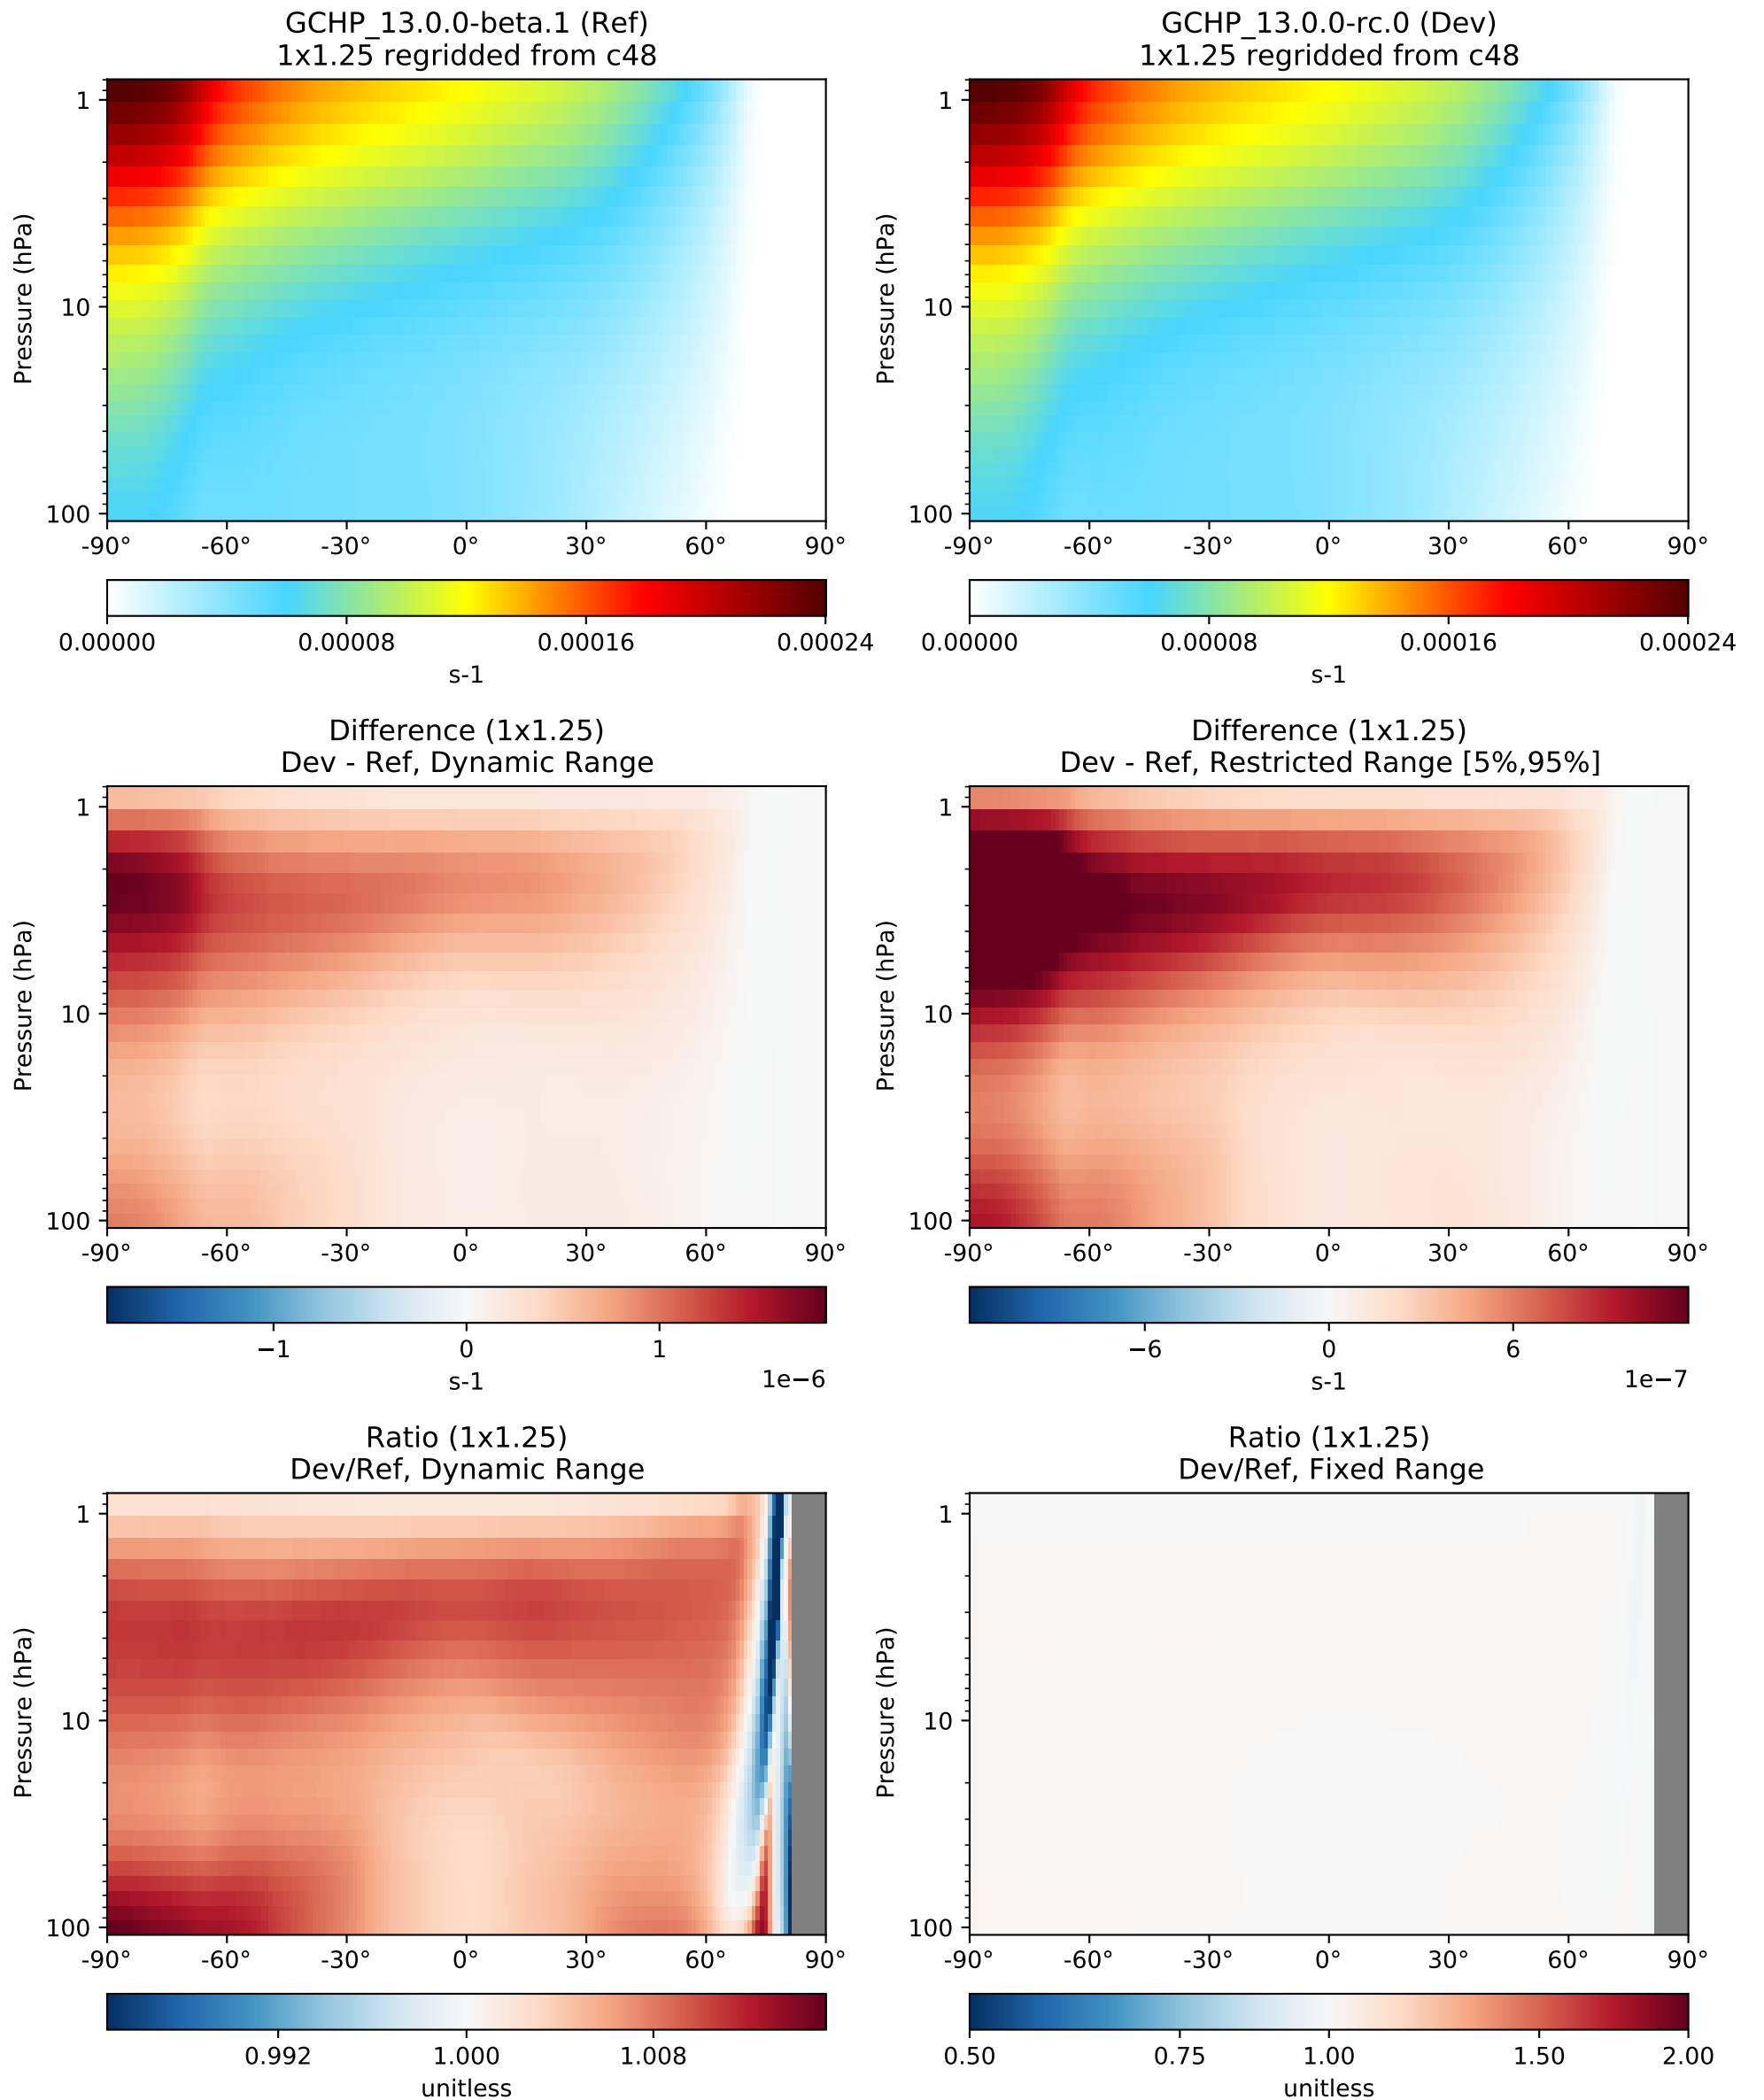 GCHP_13.0.0-beta.1 (Ref)
1x1.25 regridded from c48
Pressure (hPa)
1
10
100
-90° -60° -30° 0° 30° 60° 90°
0.00000 0.00008 0.00016 0.00024
s-1
GCHP_13.0.0-rc.0 (Dev)
1x1.25 regridded from c48
Pressure (hPa)
1
10
100
-90° -60° -30° 0° 30° 60° 90°
0.00000 0.00008 0.00016 0.00024
s-1
Difference (1x1.25)
Dev - Ref, Dynamic Range
Pressure (hPa)
1
10
100
-90° -60° -30° 0° 30° 60° 90°
−1 0 1
s-1 1e−6
Difference (1x1.25)
Dev - Ref, Restricted Range [5%,95%]
Pressure (hPa)
1
10
100
-90° -60° -30° 0° 30° 60° 90°
−6 0 6
s-1 1e−7
Ratio (1x1.25)
Dev/Ref, Dynamic Range
Pressure (hPa)
1
10
100
-90° -60° -30° 0° 30° 60° 90°
0.992 1.000 1.008
unitless
Ratio (1x1.25)
Dev/Ref, Fixed Range
Pressure (hPa)
1
10
100
-90° -60° -30° 0° 30° 60° 90°
0.50 0.75 1.00 1.50 2.00
unitless